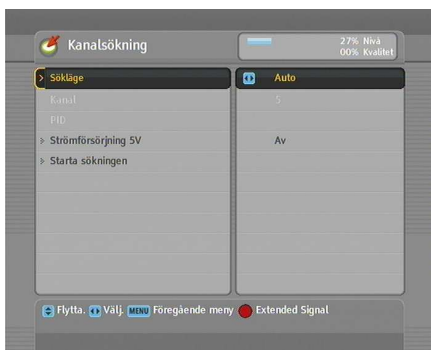 Kanalsökning
27% Nivå
00% Kvalitet
Sökläge Auto
Kanal 5
PID
Strömförsörjning 5V Av
Starta sökningen
Flytta. Välj. MENU Föregående meny Extended Signal